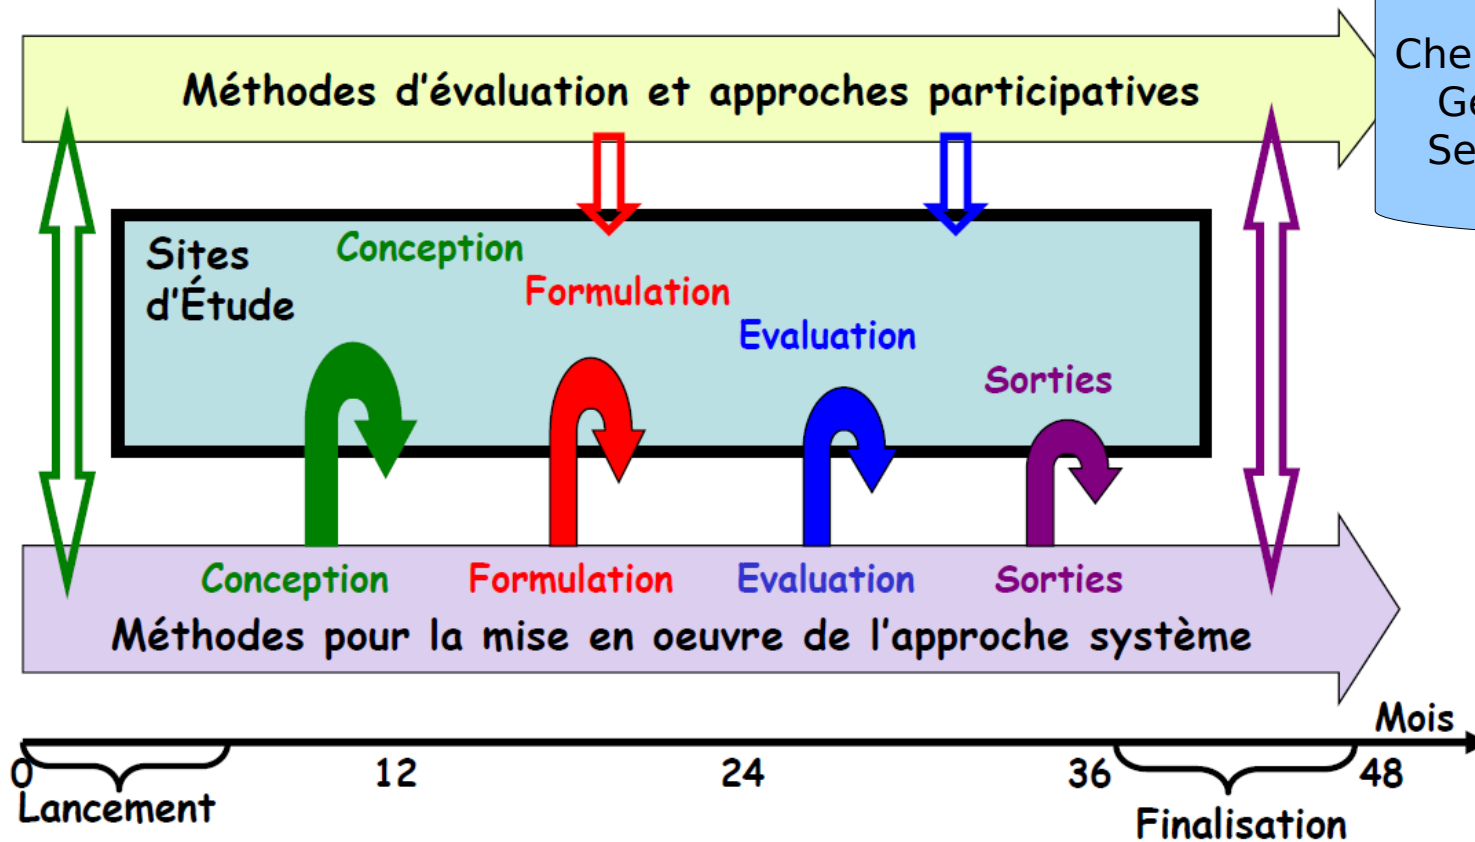 Méthodes d'évaluation et approches participatives
Sites
d'Étude
Conception
Formulation
Evaluation
Sorties
Conception
Formulation
Evaluation
Sorties
Méthodes pour la mise en oeuvre de l'approche système
Mois
0
12
24
36
48
Lancement
Finalisation